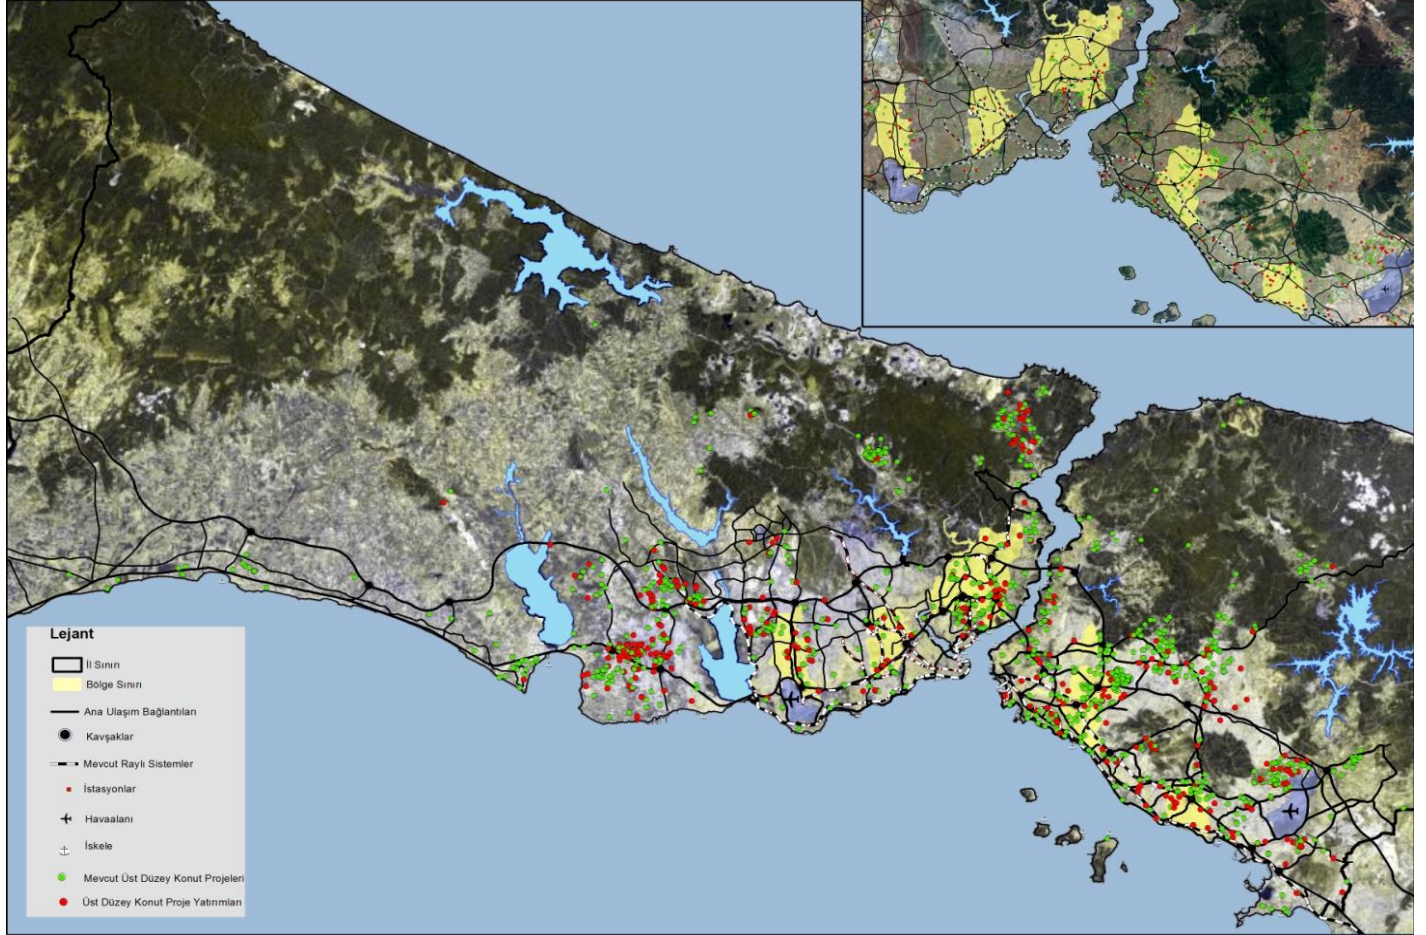 Lejant
İl Sınırı
Bölge Sınırı
Ana Ulaşım Bağlantıları
Kavşaklar
Mevcut Raylı Sistemler
İstasyonlar
Havaalanı
İskele
Mevcut Üst Düzey Konut Projeleri
Üst Düzey Konut Proje Yatırımları